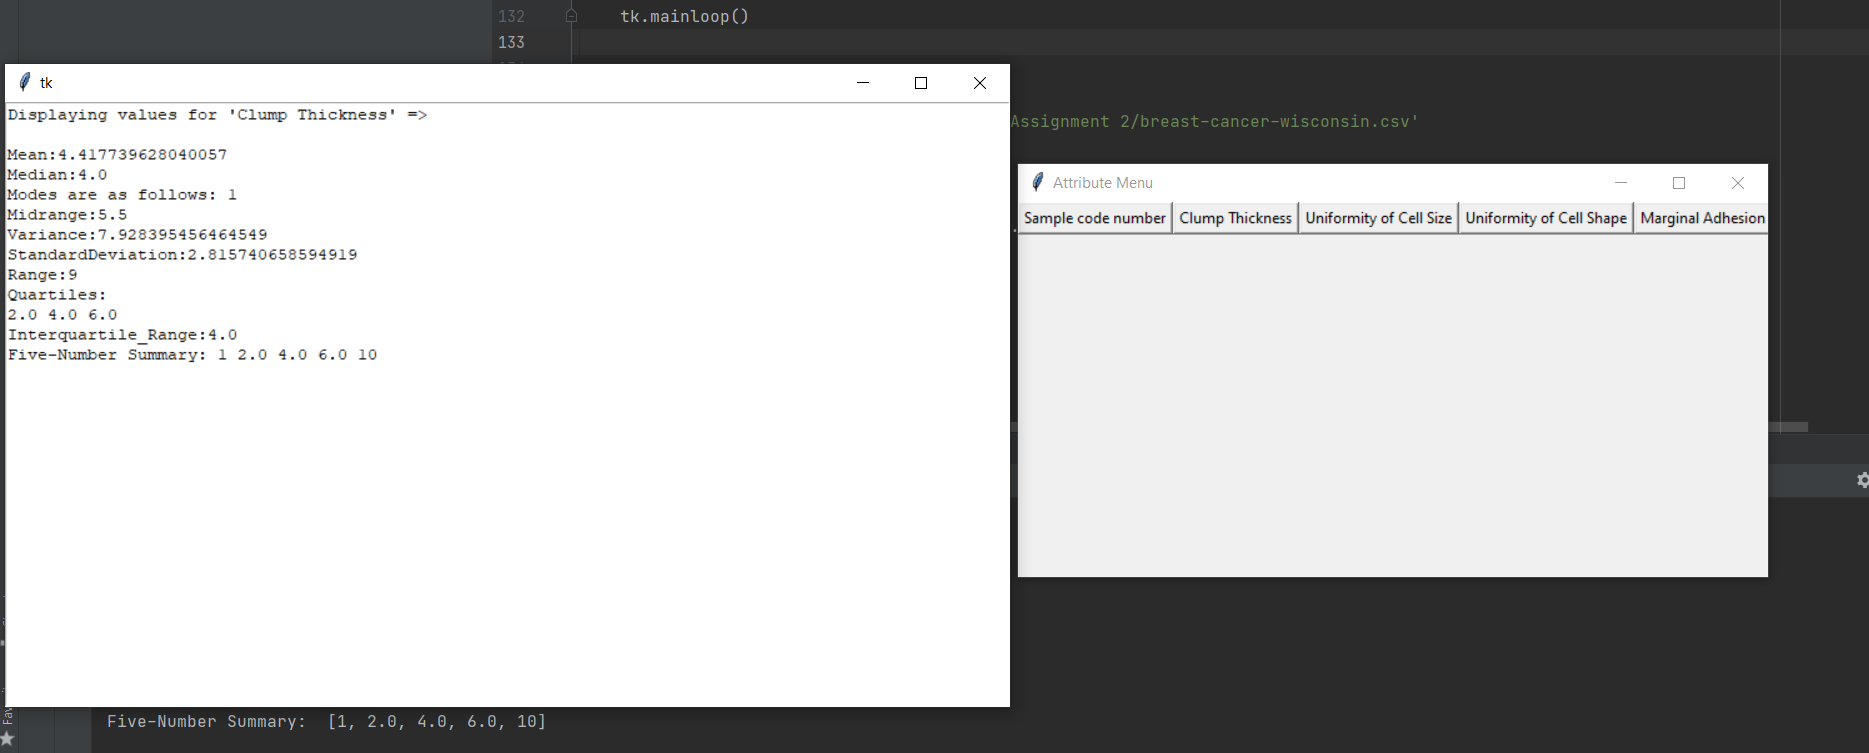 132 tk.mainloop()
133
tk
Displaying values for 'Clump Thickness' =>
Mean:4.417739628040057
Median:4.0
Modes are as follows: 1
Midrange:5.5
Variance:7.928395456464549
StandardDeviation:2.815740658594919
Range:9
Quartiles:
2.0 4.0 6.0
Interquartile_Range:4.0
Five-Number Summary: 1 2.0 4.0 6.0 10
Assignment 2/breast-cancer-wisconsin.csv'
Attribute Menu
Sample code number Clump Thickness Uniformity of Cell Size Uniformity of Cell Shape Marginal Adhesion
Fav
Five-Number Summary:  [1, 2.0, 4.0, 6.0, 10]